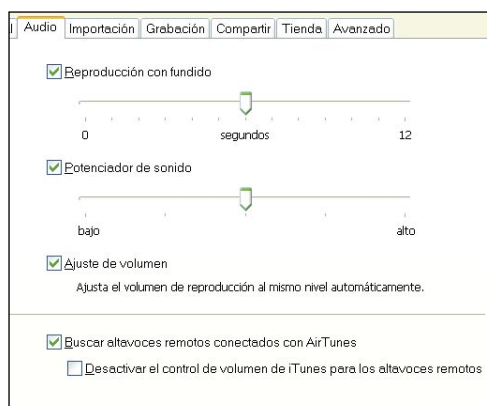 l Audio Importación Grabación Compartir Tienda Avanzado
Reproducción con fundido
0 segundos 12
Potenciador de sonido
bajo alto
Ajuste de volumen
Ajusta el volumen de reproducción al mismo nivel automáticamente.
Buscar altavoces remotos conectados con AirTunes
Desactivar el control de volumen de iTunes para los altavoces remotos